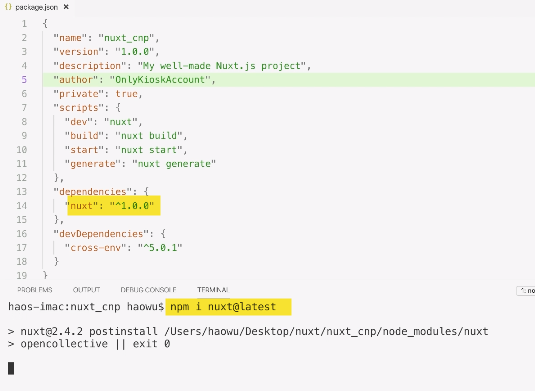 {} package.json ×
1 {
2 "name": "nuxt_cnp",
3 "version": "1.0.0",
4 "description": "My well-made Nuxt.js project",
5 "author": "OnlyKioskAccount",
6 "private": true,
7 "scripts": {
8 "dev": "nuxt",
9 "build": "nuxt build",
10 "start": "nuxt start",
11 "generate": "nuxt generate"
12 },
13 "dependencies": {
14 "nuxt": "^1.0.0"
15 },
16 "devDependencies": {
17 "cross-env": "^5.0.1"
18 }
19 }
PROBLEMS OUTPUT DEBUG CONSOLE TERMINAL 1: no
haos-imac:nuxt_cnp haowu$ npm i nuxt@latest
> nuxt@2.4.2 postinstall /Users/haowu/Desktop/nuxt/nuxt_cnp/node_modules/nuxt
> opencollective || exit 0